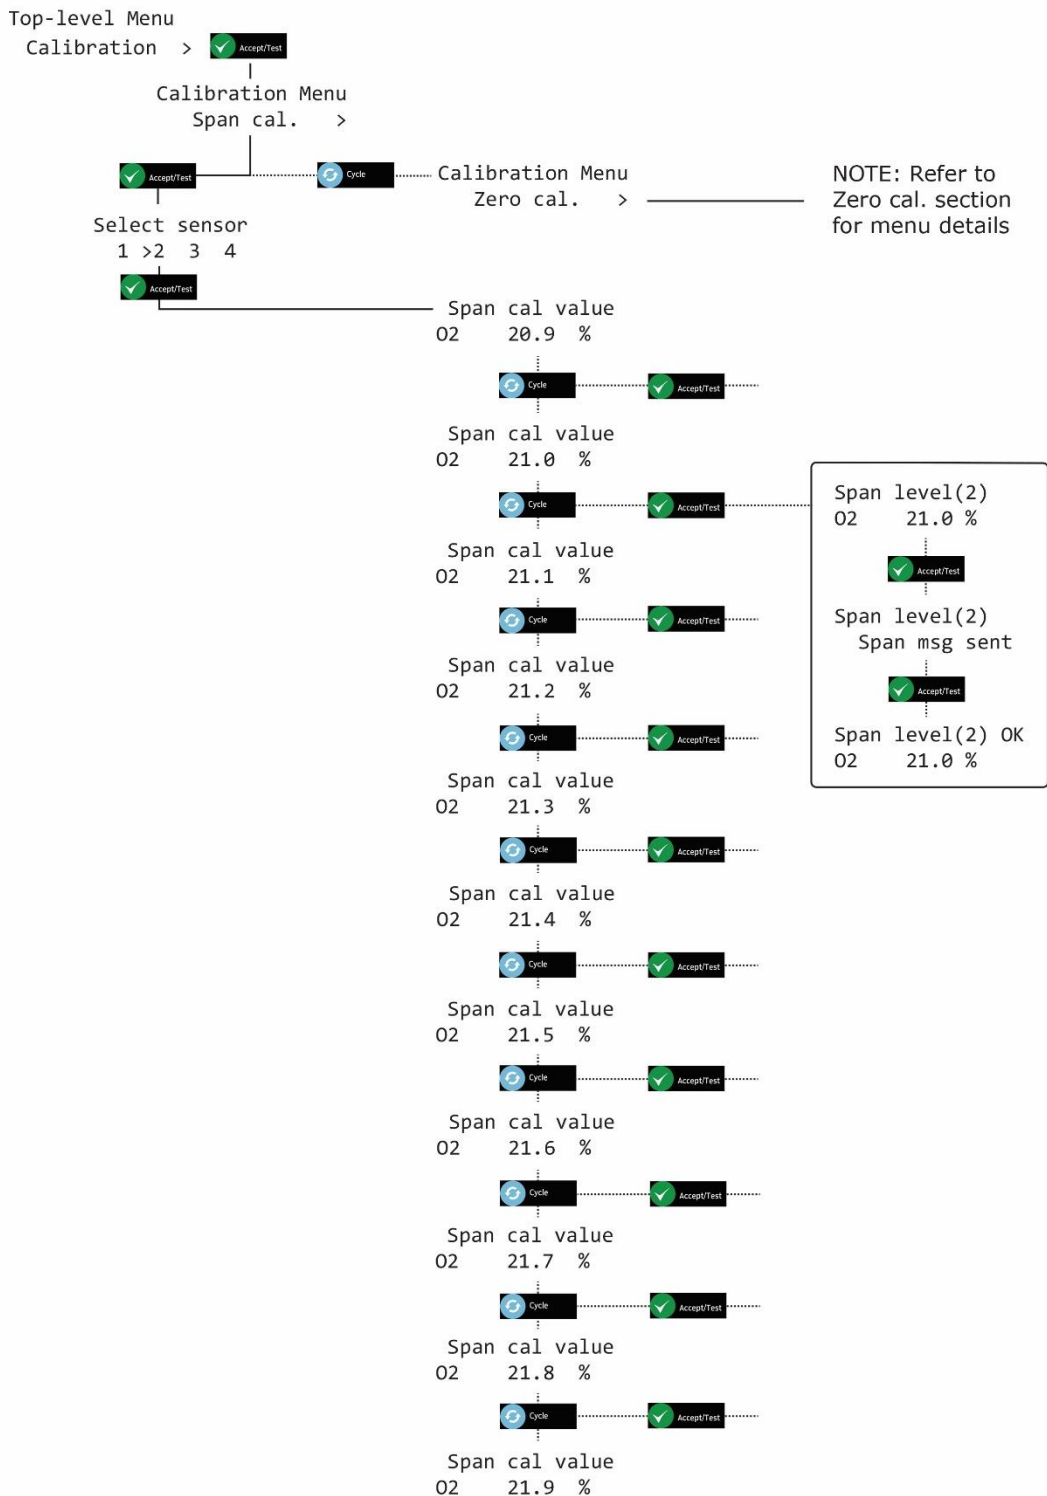 Top-level Menu
Calibration > Accept/Test
Calibration Menu
Span cal. >
Accept/Test
Cycle
Calibration Menu
Zero cal. >
NOTE: Refer to
Zero cal. section
for menu details
Select sensor
1 >2 3 4
Accept/Test
Span cal value
O2 20.9 %
Cycle Accept/Test
Span cal value
O2 21.0 %
Cycle Accept/Test
Span level(2)
O2 21.0 %
Accept/Test
Span level(2)
Span msg sent
Accept/Test
Span level(2) OK
O2 21.0 %
Span cal value
O2 21.1 %
Cycle Accept/Test
Span cal value
O2 21.2 %
Cycle Accept/Test
Span cal value
O2 21.3 %
Cycle Accept/Test
Span cal value
O2 21.4 %
Cycle Accept/Test
Span cal value
O2 21.5 %
Cycle Accept/Test
Span cal value
O2 21.6 %
Cycle Accept/Test
Span cal value
O2 21.7 %
Cycle Accept/Test
Span cal value
O2 21.8 %
Cycle Accept/Test
Span cal value
O2 21.9 %